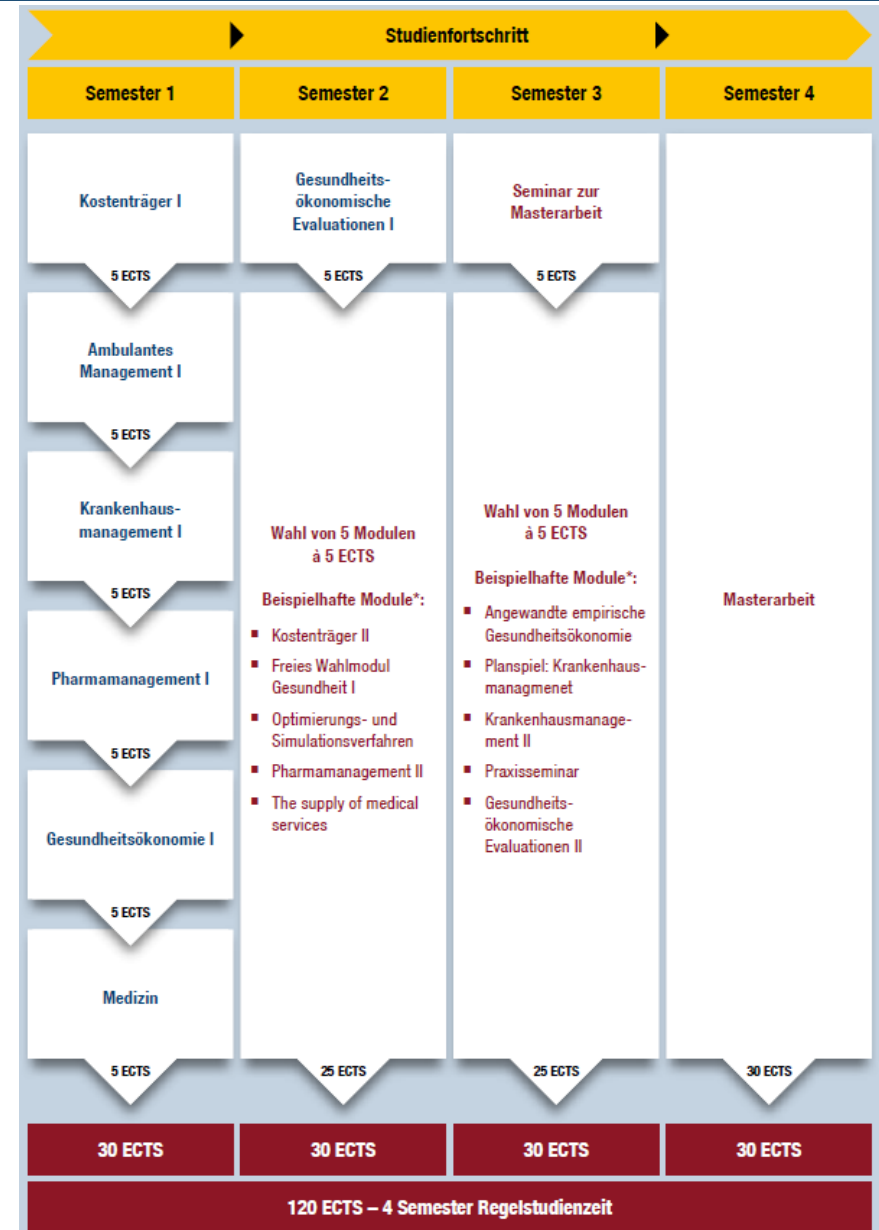 Studienfortschritt
Semester 1
Semester 2
Semester 3
Semester 4
Kostenträger I
5 ECTS
Ambulantes
Management I
5 ECTS
Krankenhaus-
management I
5 ECTS
Pharmamanagement I
5 ECTS
Gesundheitsökonomie I
5 ECTS
Medizin
5 ECTS
Gesundheits-
ökonomische
Evaluationen I
5 ECTS
Wahl von 5 Modulen
à 5 ECTS
Beispielhafte Module*:
▪ Kostenträger II
▪ Freies Wahlmodul
Gesundheit I
▪ Optimierungs- und
Simulationsverfahren
▪ Pharmamanagement II
▪ The supply of medical
services
25 ECTS
Seminar zur
Masterarbeit
5 ECTS
Wahl von 5 Modulen
à 5 ECTS
Beispielhafte Module*:
▪ Angewandte empirische
Gesundheitsökonomie
▪ Planspiel: Krankenhaus-
managmenet
▪ Krankenhausmanage-
ment II
▪ Praxisseminar
▪ Gesundheits-
ökonomische
Evaluationen II
25 ECTS
Masterarbeit
30 ECTS
30 ECTS
30 ECTS
30 ECTS
30 ECTS
120 ECTS – 4 Semester Regelstudienzeit